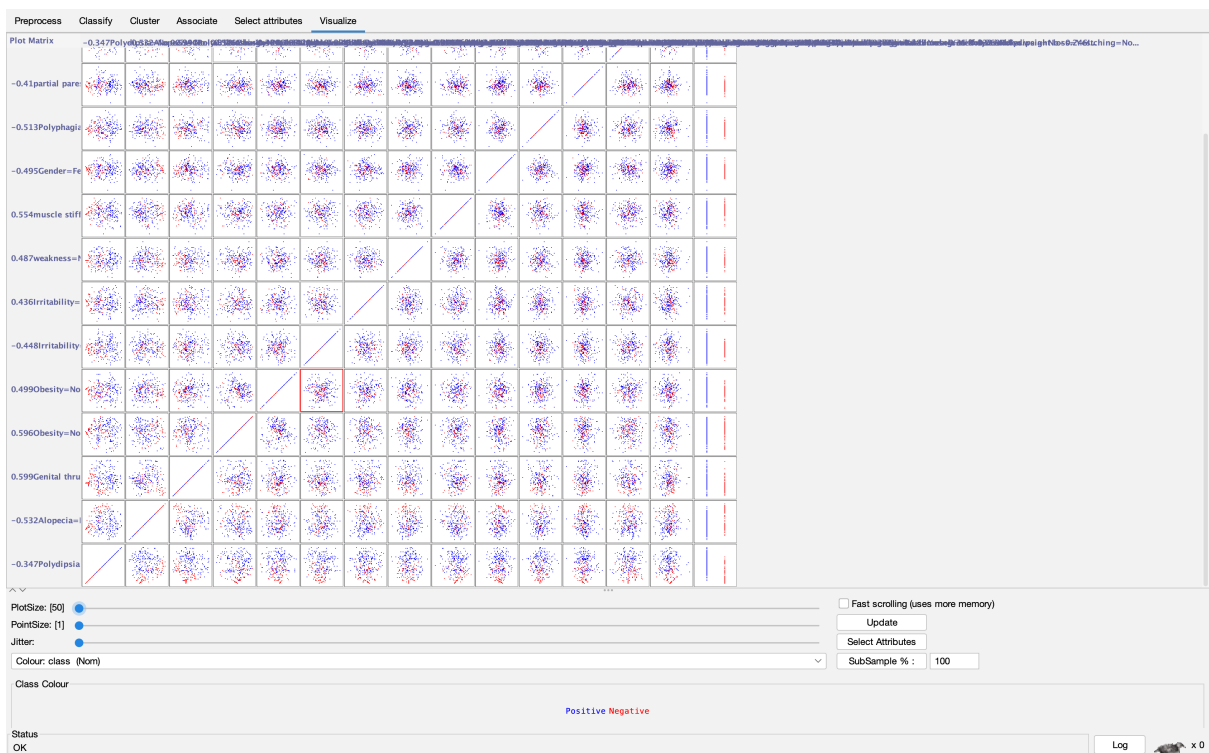 Preprocess Classify Cluster Associate Select attributes Visualize
Plot Matrix -0.347Polydipsia
-0.41partial pare
-0.513Polyphagia
-0.495Gender=Fe
0.554muscle stiff
0.487weakness=N
0.436Irritability=
-0.448Irritability
0.499Obesity=No
0.596Obesity=No
0.599Genital thru
-0.532Alopecia=
-0.347Polydipsia
PlotSize: [50]
Fast scrolling (uses more memory)
PointSize: [1]
Update
Jitter:
Select Attributes
Colour: class (Nom)
SubSample % : 100
Class Colour
Positive Negative
Status
OK
Log x 0